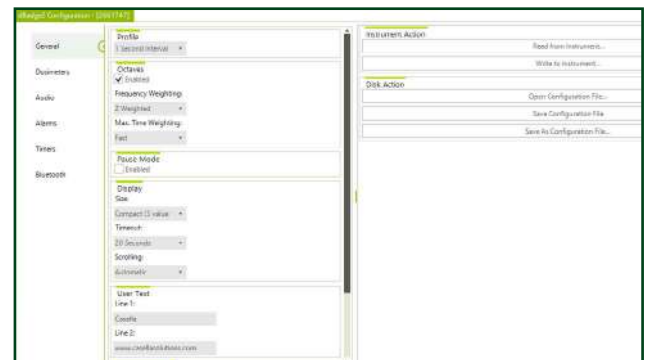 dBadge2 Configuration - [2001747]
General
Dosimeters
Audio
Alarms
Timers
Bluetooth
Profile
1 Second Interval
Octaves
Enabled
Frequency Weighting:
Z Weighted
Max. Time Weighting:
Fast
Pause Mode
Enabled
Display
Size:
Compact (3 value
Timeout:
20 Seconds
Scrolling:
Automatic
User Text
Line 1:
Casella
Line 2:
www.casellasolutions.com
Instrument Action
Read from Instrument...
Write to Instrument...
Disk Action
Open Configuration File...
Save Configuration File
Save As Configuration File...